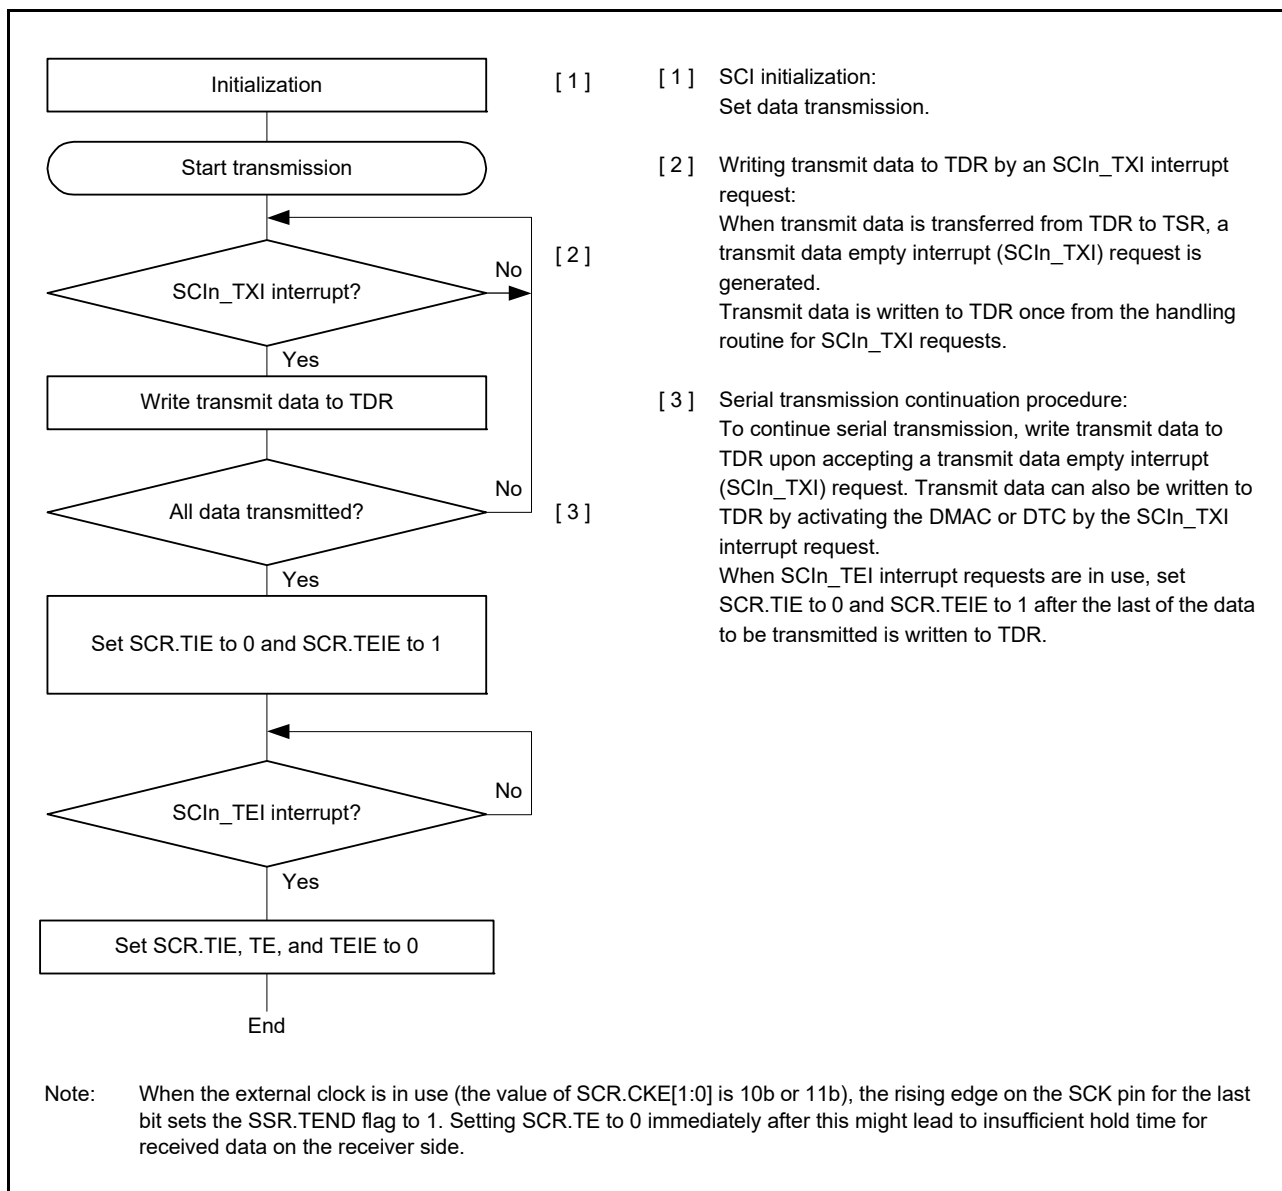 Initialization
[ 1 ]
Start transmission
[ 2 ]
SCIn_TXI interrupt?
No
Yes
Write transmit data to TDR
All data transmitted?
No
[ 3 ]
Yes
Set SCR.TIE to 0 and SCR.TEIE to 1
SCIn_TEI interrupt?
No
Yes
Set SCR.TIE, TE, and TEIE to 0
End
[ 1 ] SCI initialization:
Set data transmission.
[ 2 ] Writing transmit data to TDR by an SCIn_TXI interrupt
request:
When transmit data is transferred from TDR to TSR, a
transmit data empty interrupt (SCIn_TXI) request is
generated.
Transmit data is written to TDR once from the handling
routine for SCIn_TXI requests.
[ 3 ] Serial transmission continuation procedure:
To continue serial transmission, write transmit data to
TDR upon accepting a transmit data empty interrupt
(SCIn_TXI) request. Transmit data can also be written to
TDR by activating the DMAC or DTC by the SCIn_TXI
interrupt request.
When SCIn_TEI interrupt requests are in use, set
SCR.TIE to 0 and SCR.TEIE to 1 after the last of the data
to be transmitted is written to TDR.
Note: When the external clock is in use (the value of SCR.CKE[1:0] is 10b or 11b), the rising edge on the SCK pin for the last
bit sets the SSR.TEND flag to 1. Setting SCR.TE to 0 immediately after this might lead to insufficient hold time for
received data on the receiver side.